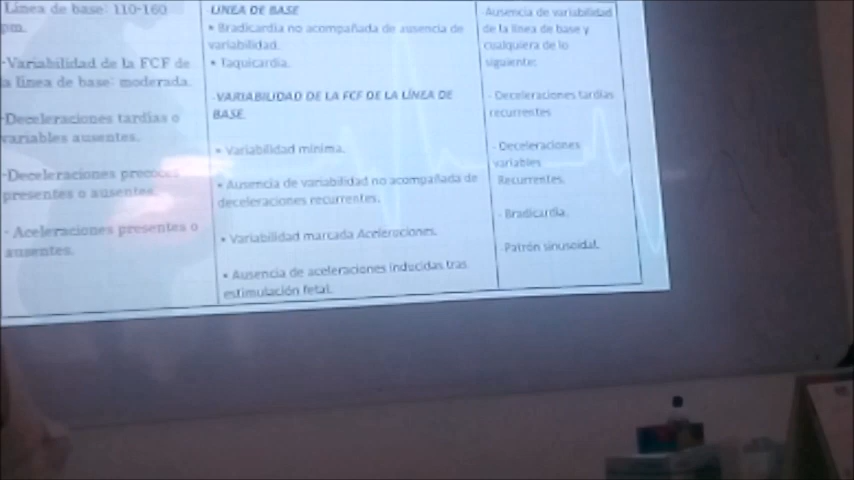 Línea de base: 110-160
pm.
-Variabilidad de la FCF de
la línea de base: moderada.
-Deceleraciones tardías o
variables ausentes.
-Deceleraciones precoces
presentes o ausentes
- Aceleraciones presentes o
ausentes.
-LINEA DE BASE
• Bradicardia no acompañada de ausencia de
variabilidad.
• Taquicardia.
-VARIABILIDAD DE LA FCF DE LA LÍNEA DE
BASE.
• Variabilidad mínima.
• Ausencia de variabilidad no acompañada de
deceleraciones recurrentes.
• Variabilidad marcada Aceleraciones.
• Ausencia de aceleraciones inducidas tras
estimulación fetal.
Ausencia de variabilidad
de la línea de base y
cualquiera de lo
siguiente:
- Deceleraciones tardías
recurrentes
- Deceleraciones
variables
Recurrentes.
- Bradicardia.
- Patrón sinusoidal.